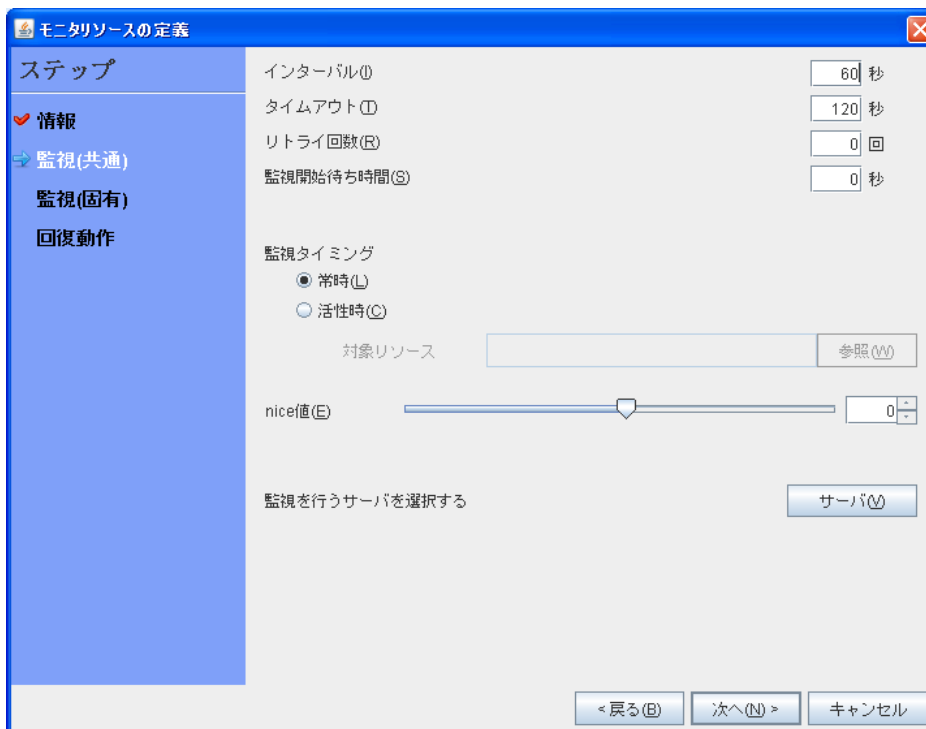 モニタリソースの定義
ステップ
情報
監視(共通)
監視(固有)
回復動作
インターバル(I) 60 秒
タイムアウト(T) 120 秒
リトライ回数(R) 0 回
監視開始待ち時間(S) 0 秒
監視タイミング
常時(L)
活性時(C)
対象リソース 参照(W)
nice値(E) 0
監視を行うサーバを選択する サーバ(V)
<戻る(B) 次へ(N)> キャンセル